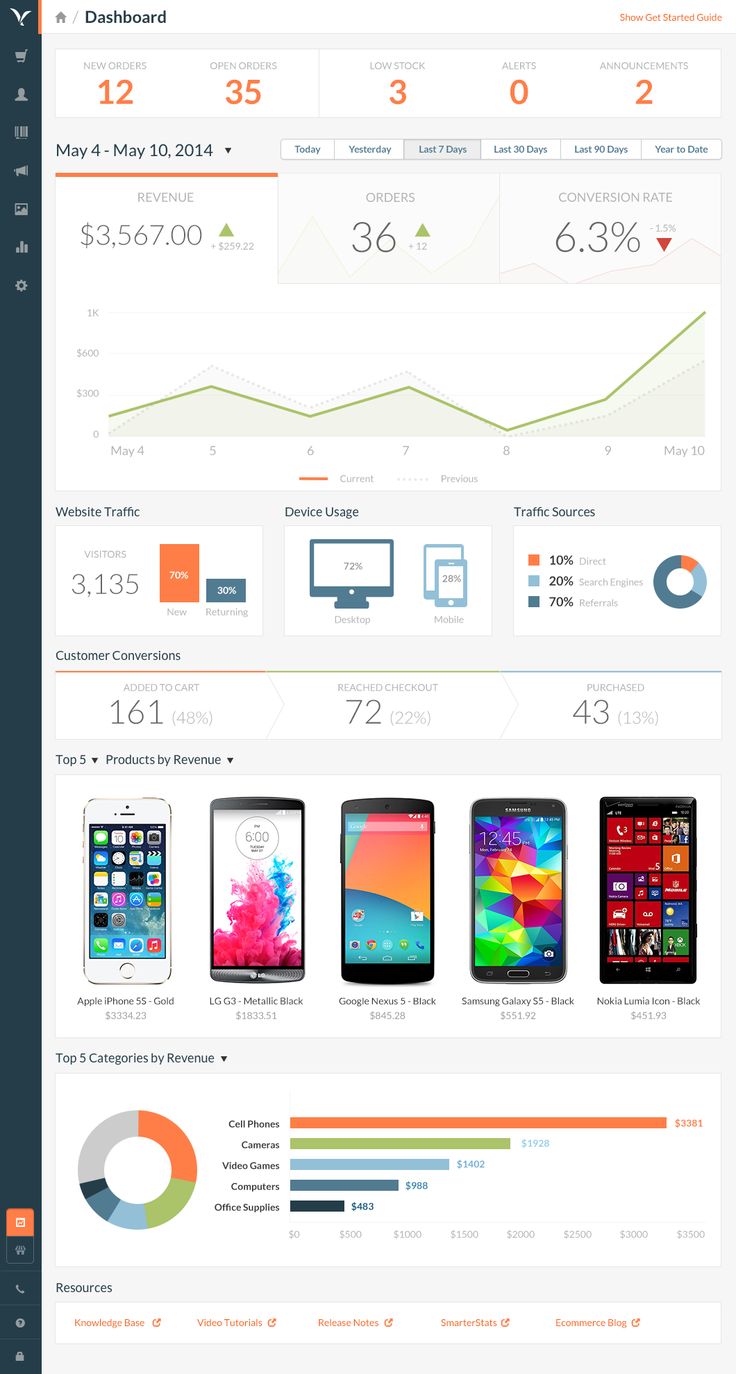 / Dashboard
Show Get Started Guide
NEW ORDERS OPEN ORDERS LOW STOCK ALERTS ANNOUNCEMENTS
12 35 3 0 2
May 4 - May 10, 2014
Today Yesterday Last 7 Days Last 30 Days Last 90 Days Year to Date
REVENUE ORDERS CONVERSION RATE
$3,567.00 + $259.22 36 + 12 6.3% - 1.5%
1K
$600
$300
0
May 4 5 6 7 8 9 May 10
Current Previous
Website Traffic Device Usage Traffic Sources
VISITORS
3,135
70%
30%
New Returning
72%
28%
Desktop Mobile
10% Direct
20% Search Engines
70% Referrals
Customer Conversions
ADDED TO CART REACHED CHECKOUT PURCHASED
161 (48%) 72 (22%) 43 (13%)
Top 5 Products by Revenue
6:00
LG
Google
SAMSUNG
12:45
verizon
NOKIA
Apple iPhone 5S - Gold LG G3 - Metallic Black Google Nexus 5 - Black Samsung Galaxy S5 - Black Nokia Lumia Icon - Black
$3334.23 $1833.51 $845.28 $551.92 $451.93
Top 5 Categories by Revenue
Cell Phones $3381
Cameras $1928
Video Games $1402
Computers $988
Office Supplies $483
$0 $500 $1000 $1500 $2000 $2500 $3000 $3500
Resources
Knowledge Base Video Tutorials Release Notes SmarterStats Ecommerce Blog